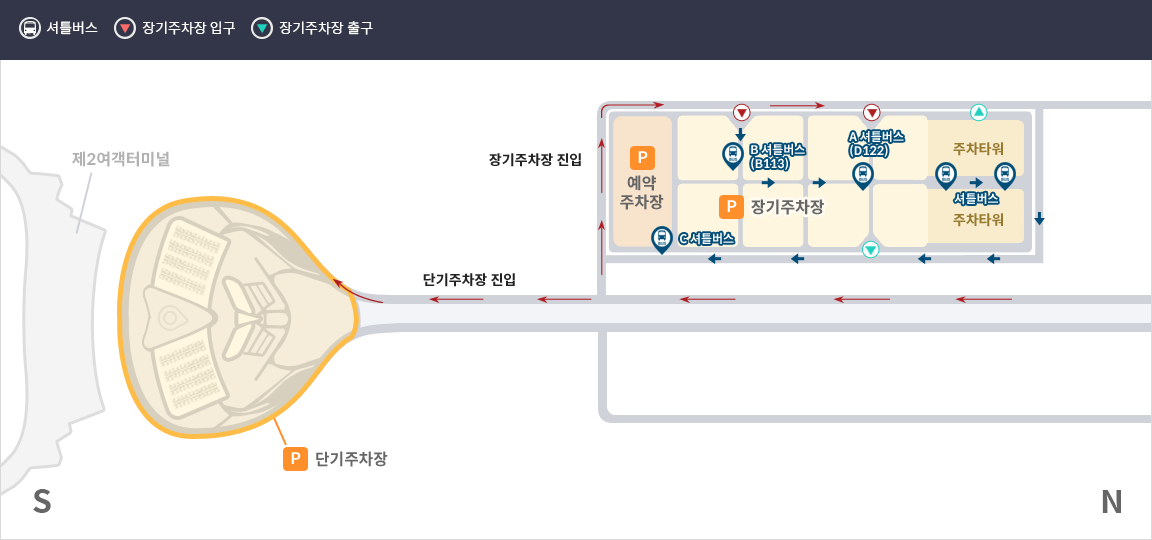 셔틀버스
장기주차장 입구
장기주차장 출구
제2여객터미널
장기주차장 진입
P
예약
주차장
B 셔틀버스
(B113)
A 셔틀버스
(D122)
주차타워
셔틀버스
주차타워
P 장기주차장
C 셔틀버스
단기주차장 진입
P 단기주차장
S
N